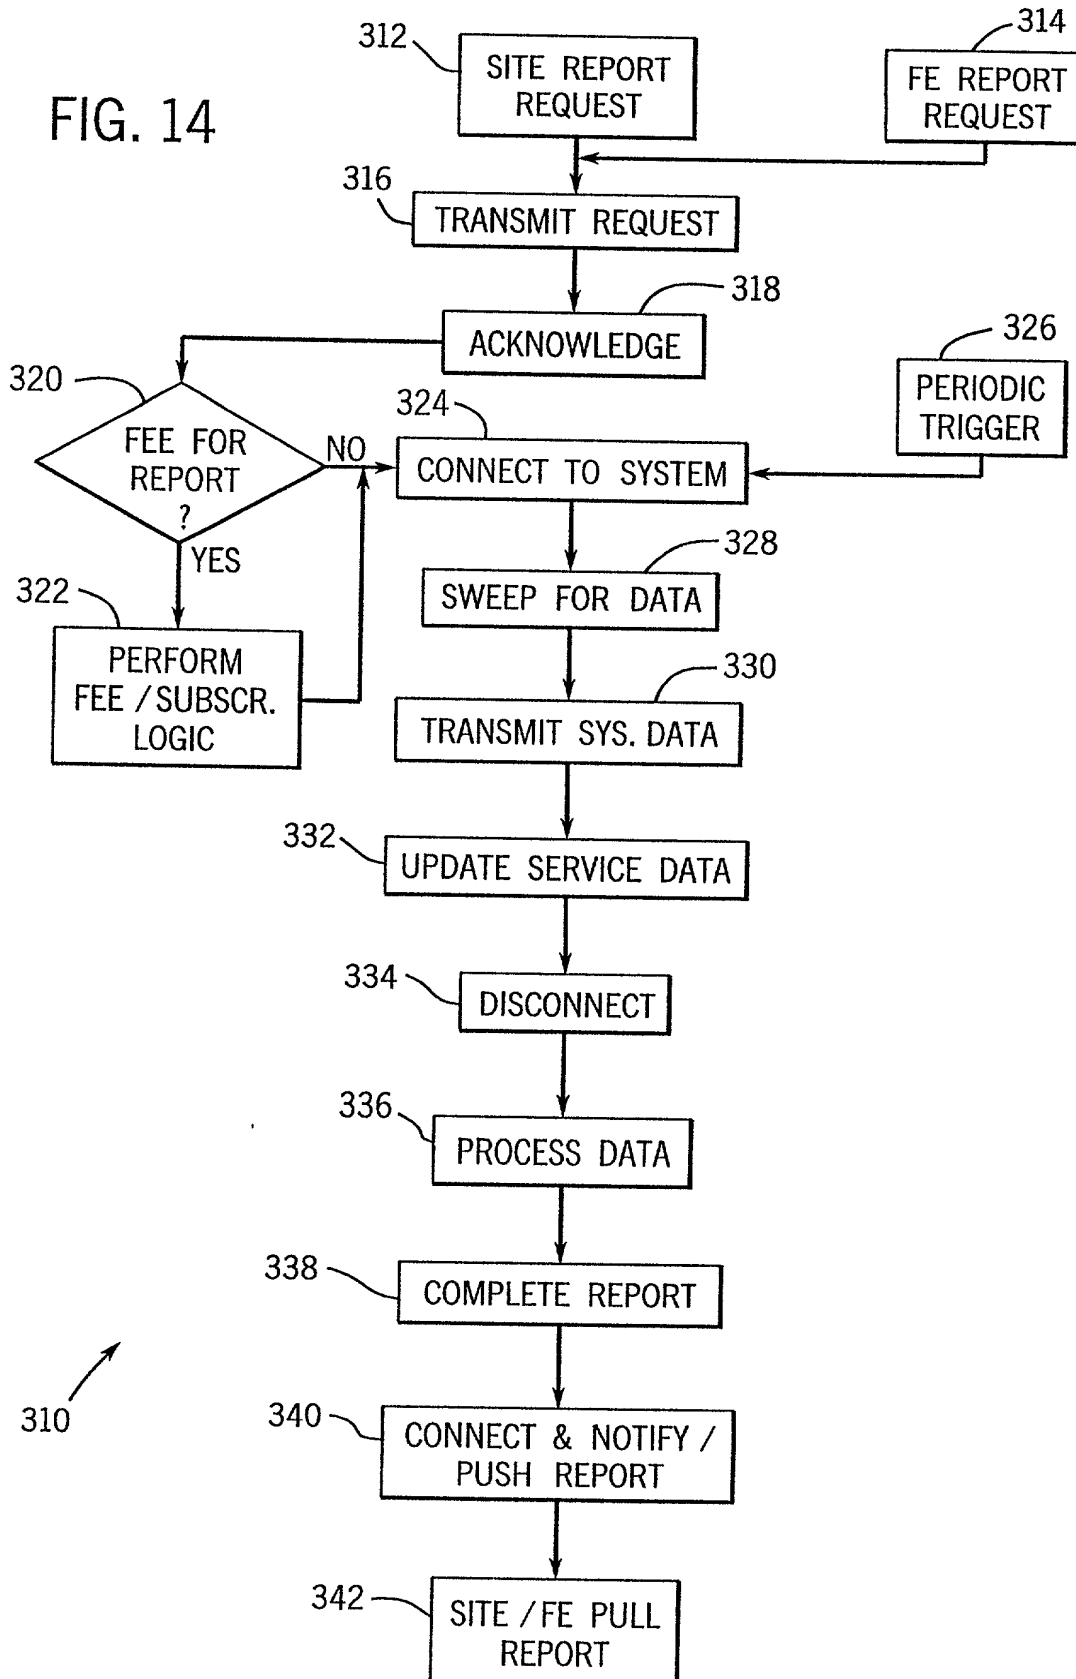 FIG. 14
312
SITE REPORT
REQUEST
314
FE REPORT
REQUEST
316
TRANSMIT REQUEST
318
ACKNOWLEDGE
320
FEE FOR
REPORT
?
NO
YES
322
PERFORM
FEE / SUBSCR.
LOGIC
324
CONNECT TO SYSTEM
326
PERIODIC
TRIGGER
328
SWEEP FOR DATA
330
TRANSMIT SYS. DATA
332
UPDATE SERVICE DATA
334
DISCONNECT
336
PROCESS DATA
338
COMPLETE REPORT
310
340
CONNECT & NOTIFY /
PUSH REPORT
342
SITE / FE PULL
REPORT